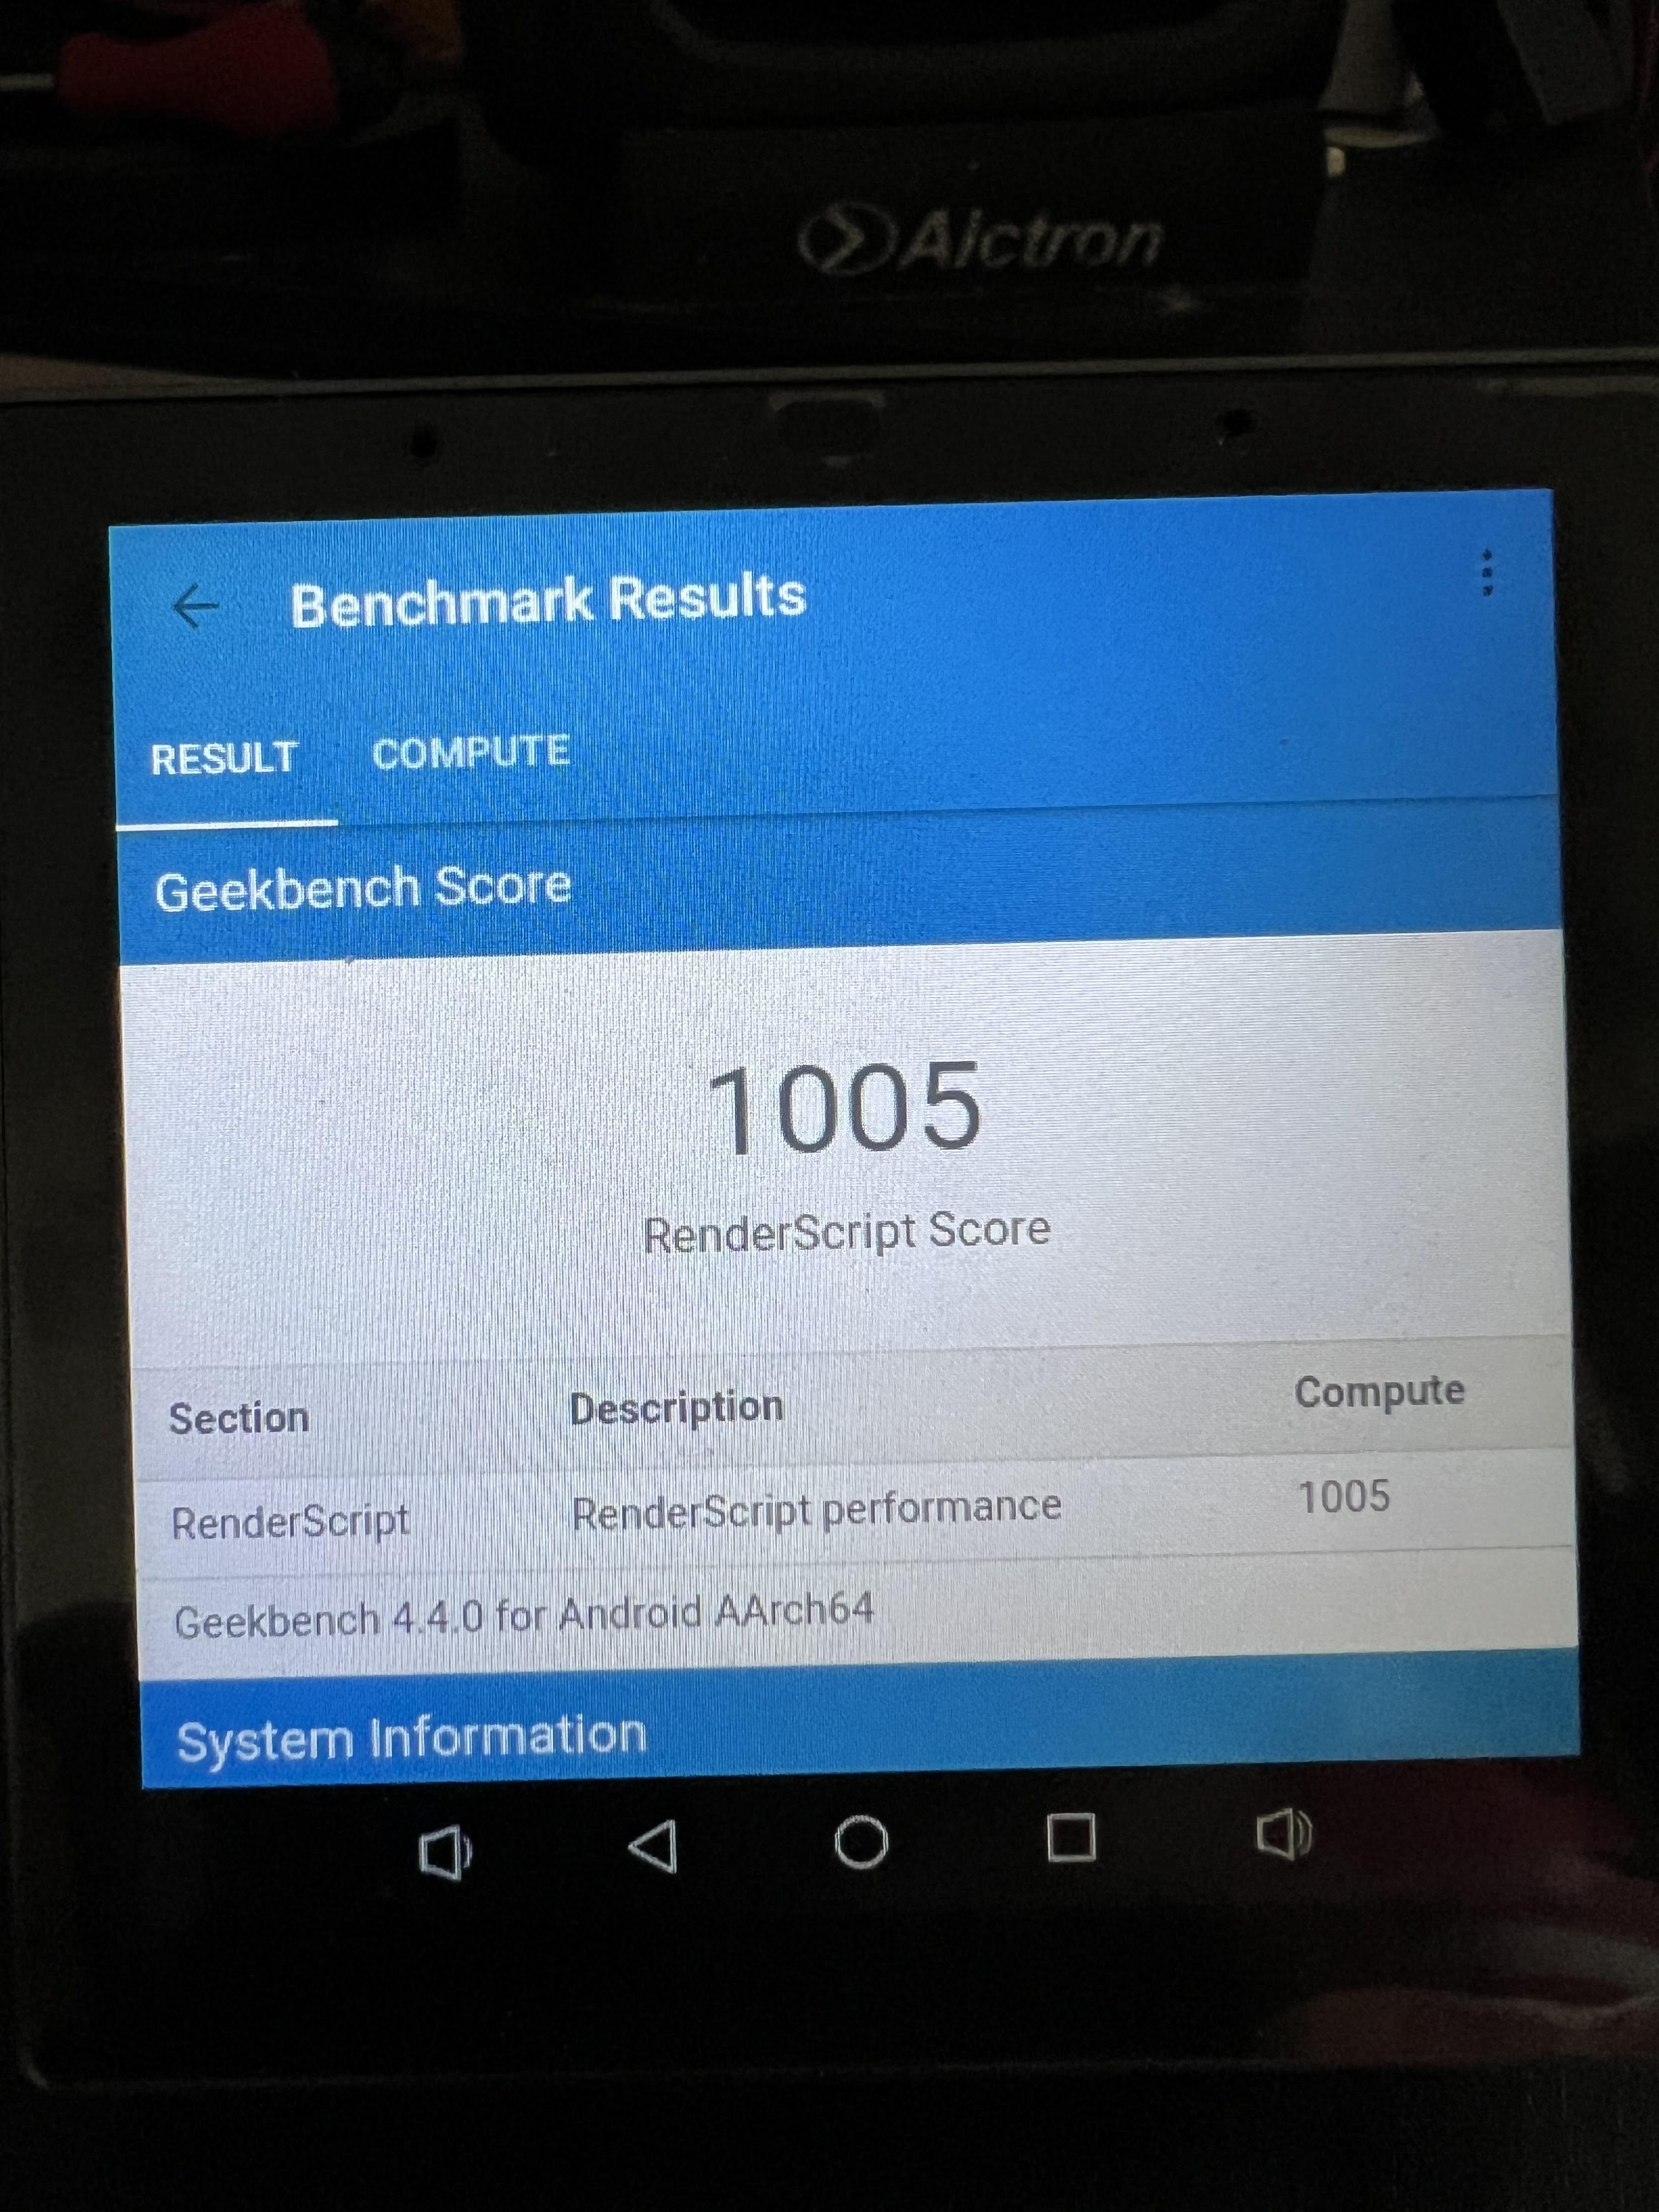 Alctron
Benchmark Results
RESULT COMPUTE
Geekbench Score
1005
RenderScript Score
Section Description Compute
RenderScript RenderScript performance 1005
Geekbench 4.4.0 for Android AArch64
System Information